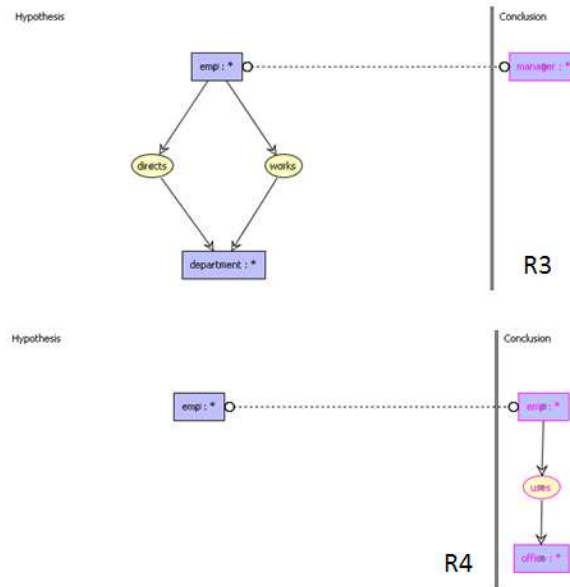 Hypothesis
Conclusion
emp : *
manager : *
directs
works
department : *
R3
Hypothesis
Conclusion
emp : *
emp : *
uses
office : *
R4